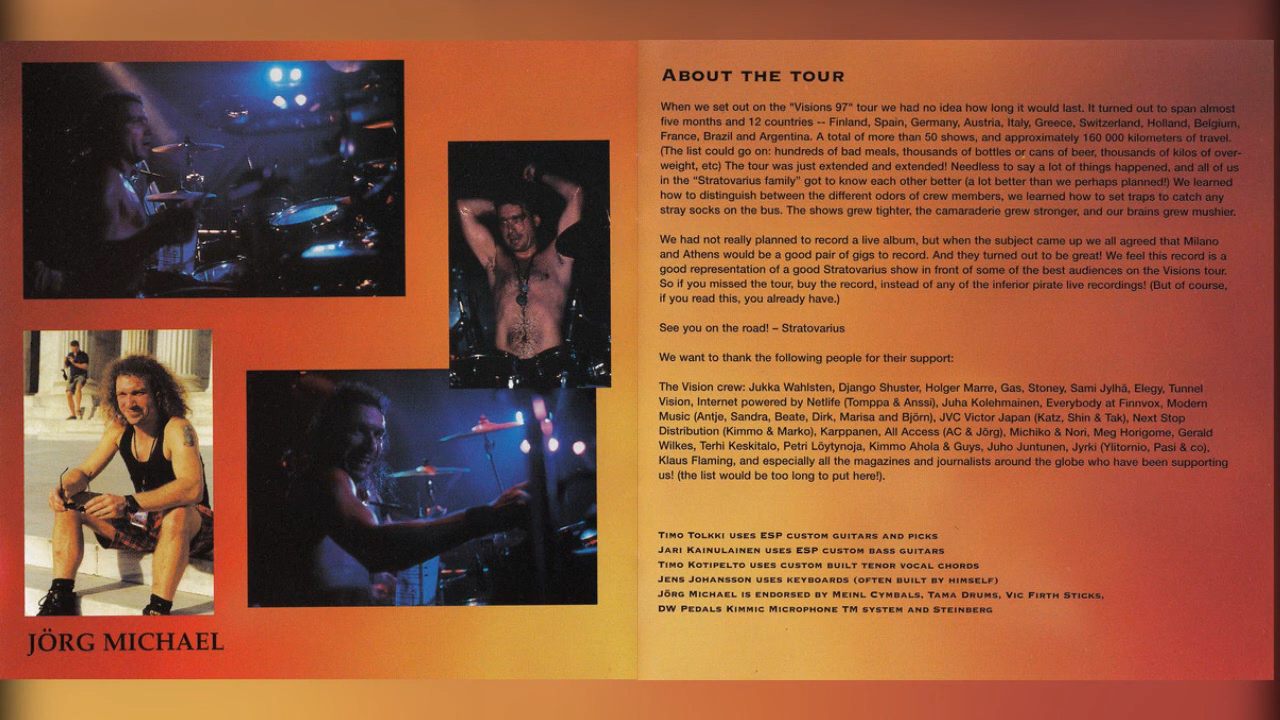 JÖRG MICHAEL
ABOUT THE TOUR
When we set out on the "Visions 97" tour we had no idea how long it would last. It turned out to span almost
five months and 12 countries -- Finland, Spain, Germany, Austria, Italy, Greece, Switzerland, Holland, Belgium,
France, Brazil and Argentina. A total of more than 50 shows, and approximately 160 000 kilometers of travel.
(The list could go on: hundreds of bad meals, thousands of bottles or cans of beer, thousands of kilos of over-
weight, etc) The tour was just extended and extended! Needless to say a lot of things happened, and all of us
in the "Stratovarius family" got to know each other better (a lot better than we perhaps planned!) We learned
how to distinguish between the different odors of crew members, we learned how to set traps to catch any
stray socks on the bus. The shows grew tighter, the camaraderie grew stronger, and our brains grew mushier.
We had not really planned to record a live album, but when the subject came up we all agreed that Milano
and Athens would be a good pair of gigs to record. And they turned out to be great! We feel this record is a
good representation of a good Stratovarius show in front of some of the best audiences on the Visions tour.
So if you missed the tour, buy the record, instead of any of the inferior pirate live recordings! (But of course,
if you read this, you already have.)
See you on the road! – Stratovarius
We want to thank the following people for their support:
The Vision crew: Jukka Wahlsten, Django Shuster, Holger Marre, Gas, Stoney, Sami Jylhä, Elegy, Tunnel
Vision, Internet powered by Netlife (Tomppa & Anssi), Juha Kolehmainen, Everybody at Finnvox, Modern
Music (Antje, Sandra, Beate, Dirk, Marisa and Björn), JVC Victor Japan (Katz, Shin & Tak), Next Stop
Distribution (Kimmo & Marko), Karppanen, All Access (AC & Jörg), Michiko & Nori, Meg Horigome, Gerald
Wilkes, Terhi Keskitalo, Petri Löytynoja, Kimmo Ahola & Guys, Juho Juntunen, Jyrki (Ylitornio, Pasi & co),
Klaus Flaming, and especially all the magazines and journalists around the globe who have been supporting
us! (the list would be too long to put here!).
TIMO TOLKKI USES ESP CUSTOM GUITARS AND PICKS
JARI KAINULAINEN USES ESP CUSTOM BASS GUITARS
TIMO KOTIPELTO USES CUSTOM BUILT TENOR VOCAL CHORDS
JENS JOHANSSON USES KEYBOARDS (OFTEN BUILT BY HIMSELF)
JÖRG MICHAEL IS ENDORSED BY MEINL CYMBALS, TAMA DRUMS, VIC FIRTH STICKS,
DW PEDALS KIMMIC MICROPHONE TM SYSTEM AND STEINBERG